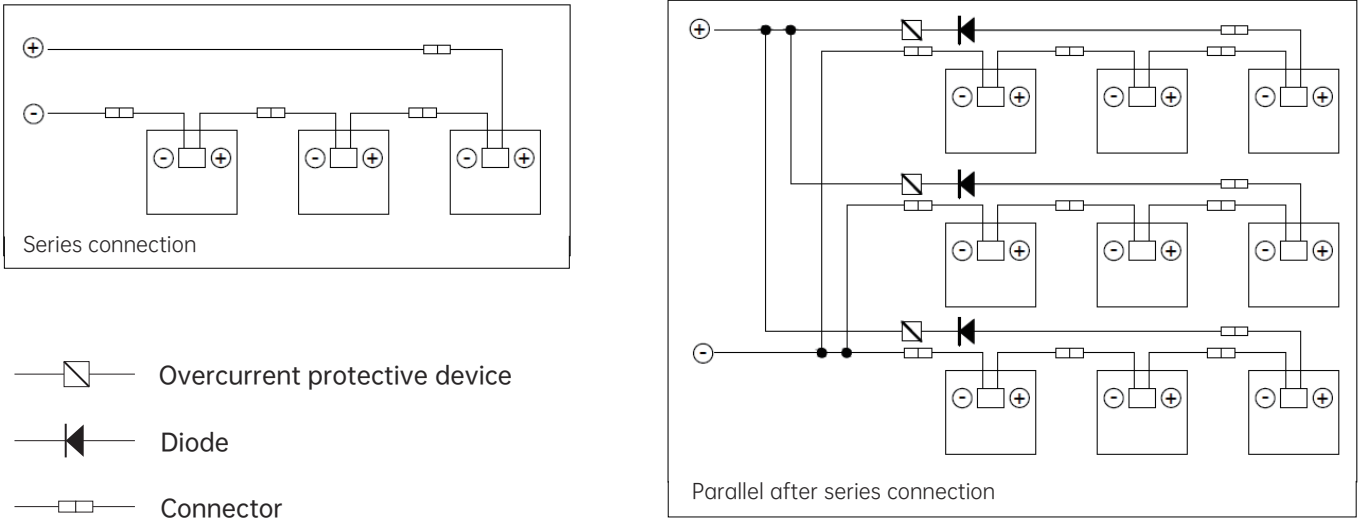 Series connection
Overcurrent protective device
Diode
Connector
Parallel after series connection